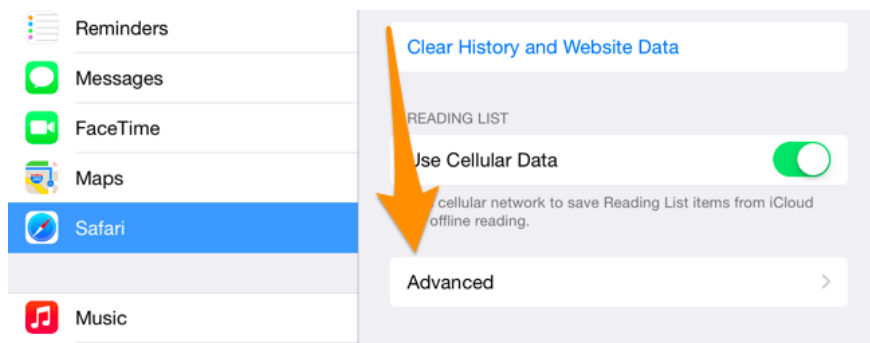 Reminders
Messages
FaceTime
Maps
Safari
Music
Clear History and Website Data
READING LIST
Use Cellular Data
cellular network to save Reading List items from iCloud
offline reading.
Advanced